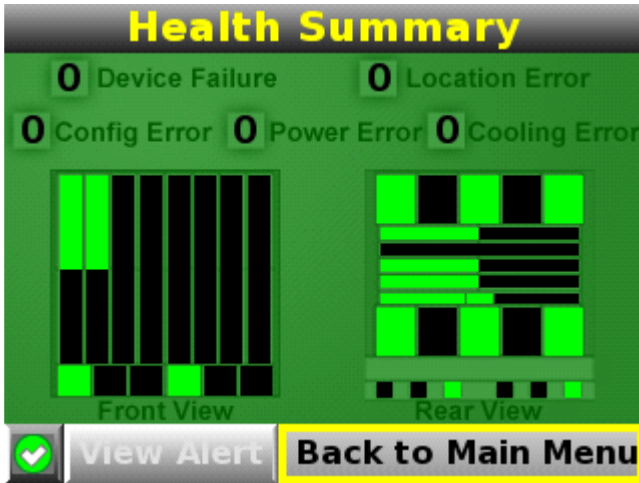 Health Summary
0 Device Failure 0 Location Error
0 Config Error 0 Power Error 0 Cooling Error
Front View Rear View
View Alert Back to Main Menu